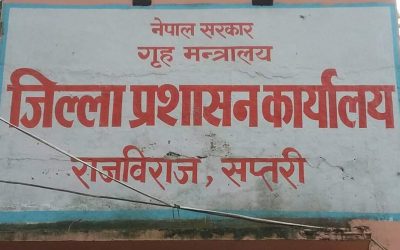 नेपाल सरकार
गृह मन्त्रालय
जिल्ला प्रशासन कार्यालय
राजविराज, सप्तरी